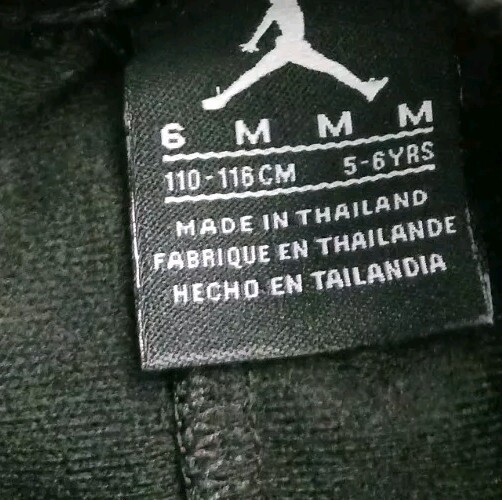 6 M M M
110-116CM 5-6YRS
MADE IN THAILAND
FABRIQUE EN THAILANDE
HECHO EN TAILANDIA